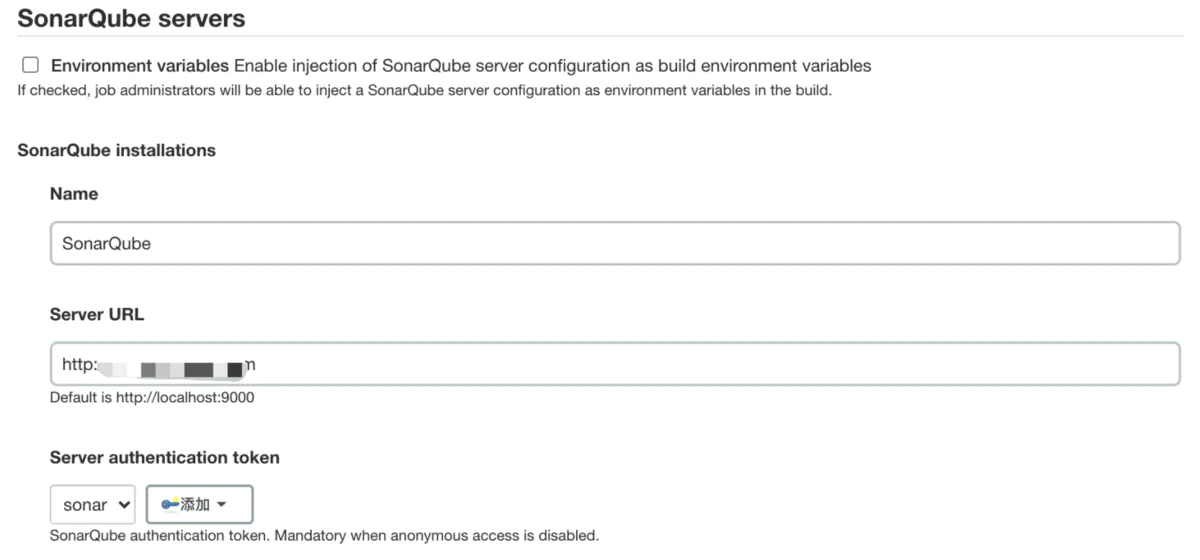 SonarQube servers
Environment variables Enable injection of SonarQube server configuration as build environment variables
If checked, job administrators will be able to inject a SonarQube server configuration as environment variables in the build.
SonarQube installations
Name
SonarQube
Server URL
http:
Default is http://localhost:9000
Server authentication token
sonar 添加
SonarQube authentication token. Mandatory when anonymous access is disabled.